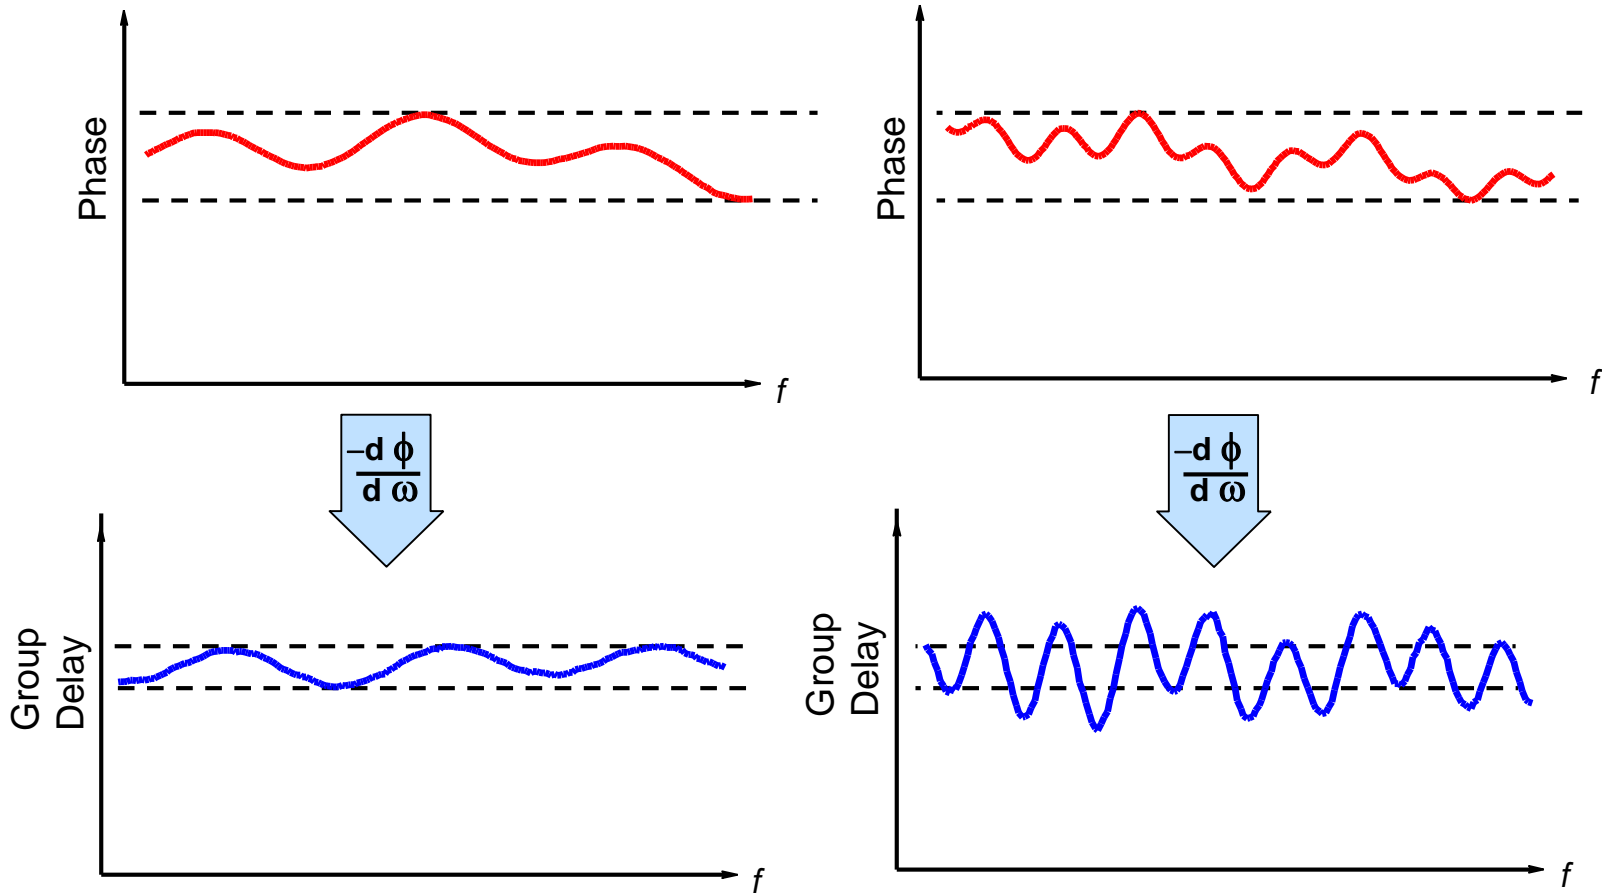 Phase
f
Phase
f
−d ϕ
d ω
−d ϕ
d ω
Group
Delay
f
Group
Delay
f